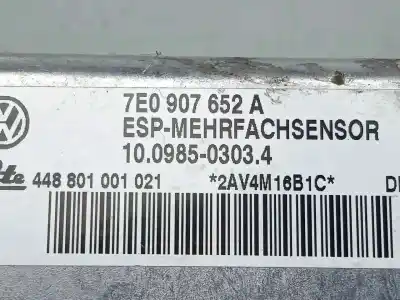 7E0 907 652 A
ESP-MEHRFACHSENSOR
10.0985-0303.4
448 801 001 021 *2AV4M16B1C*